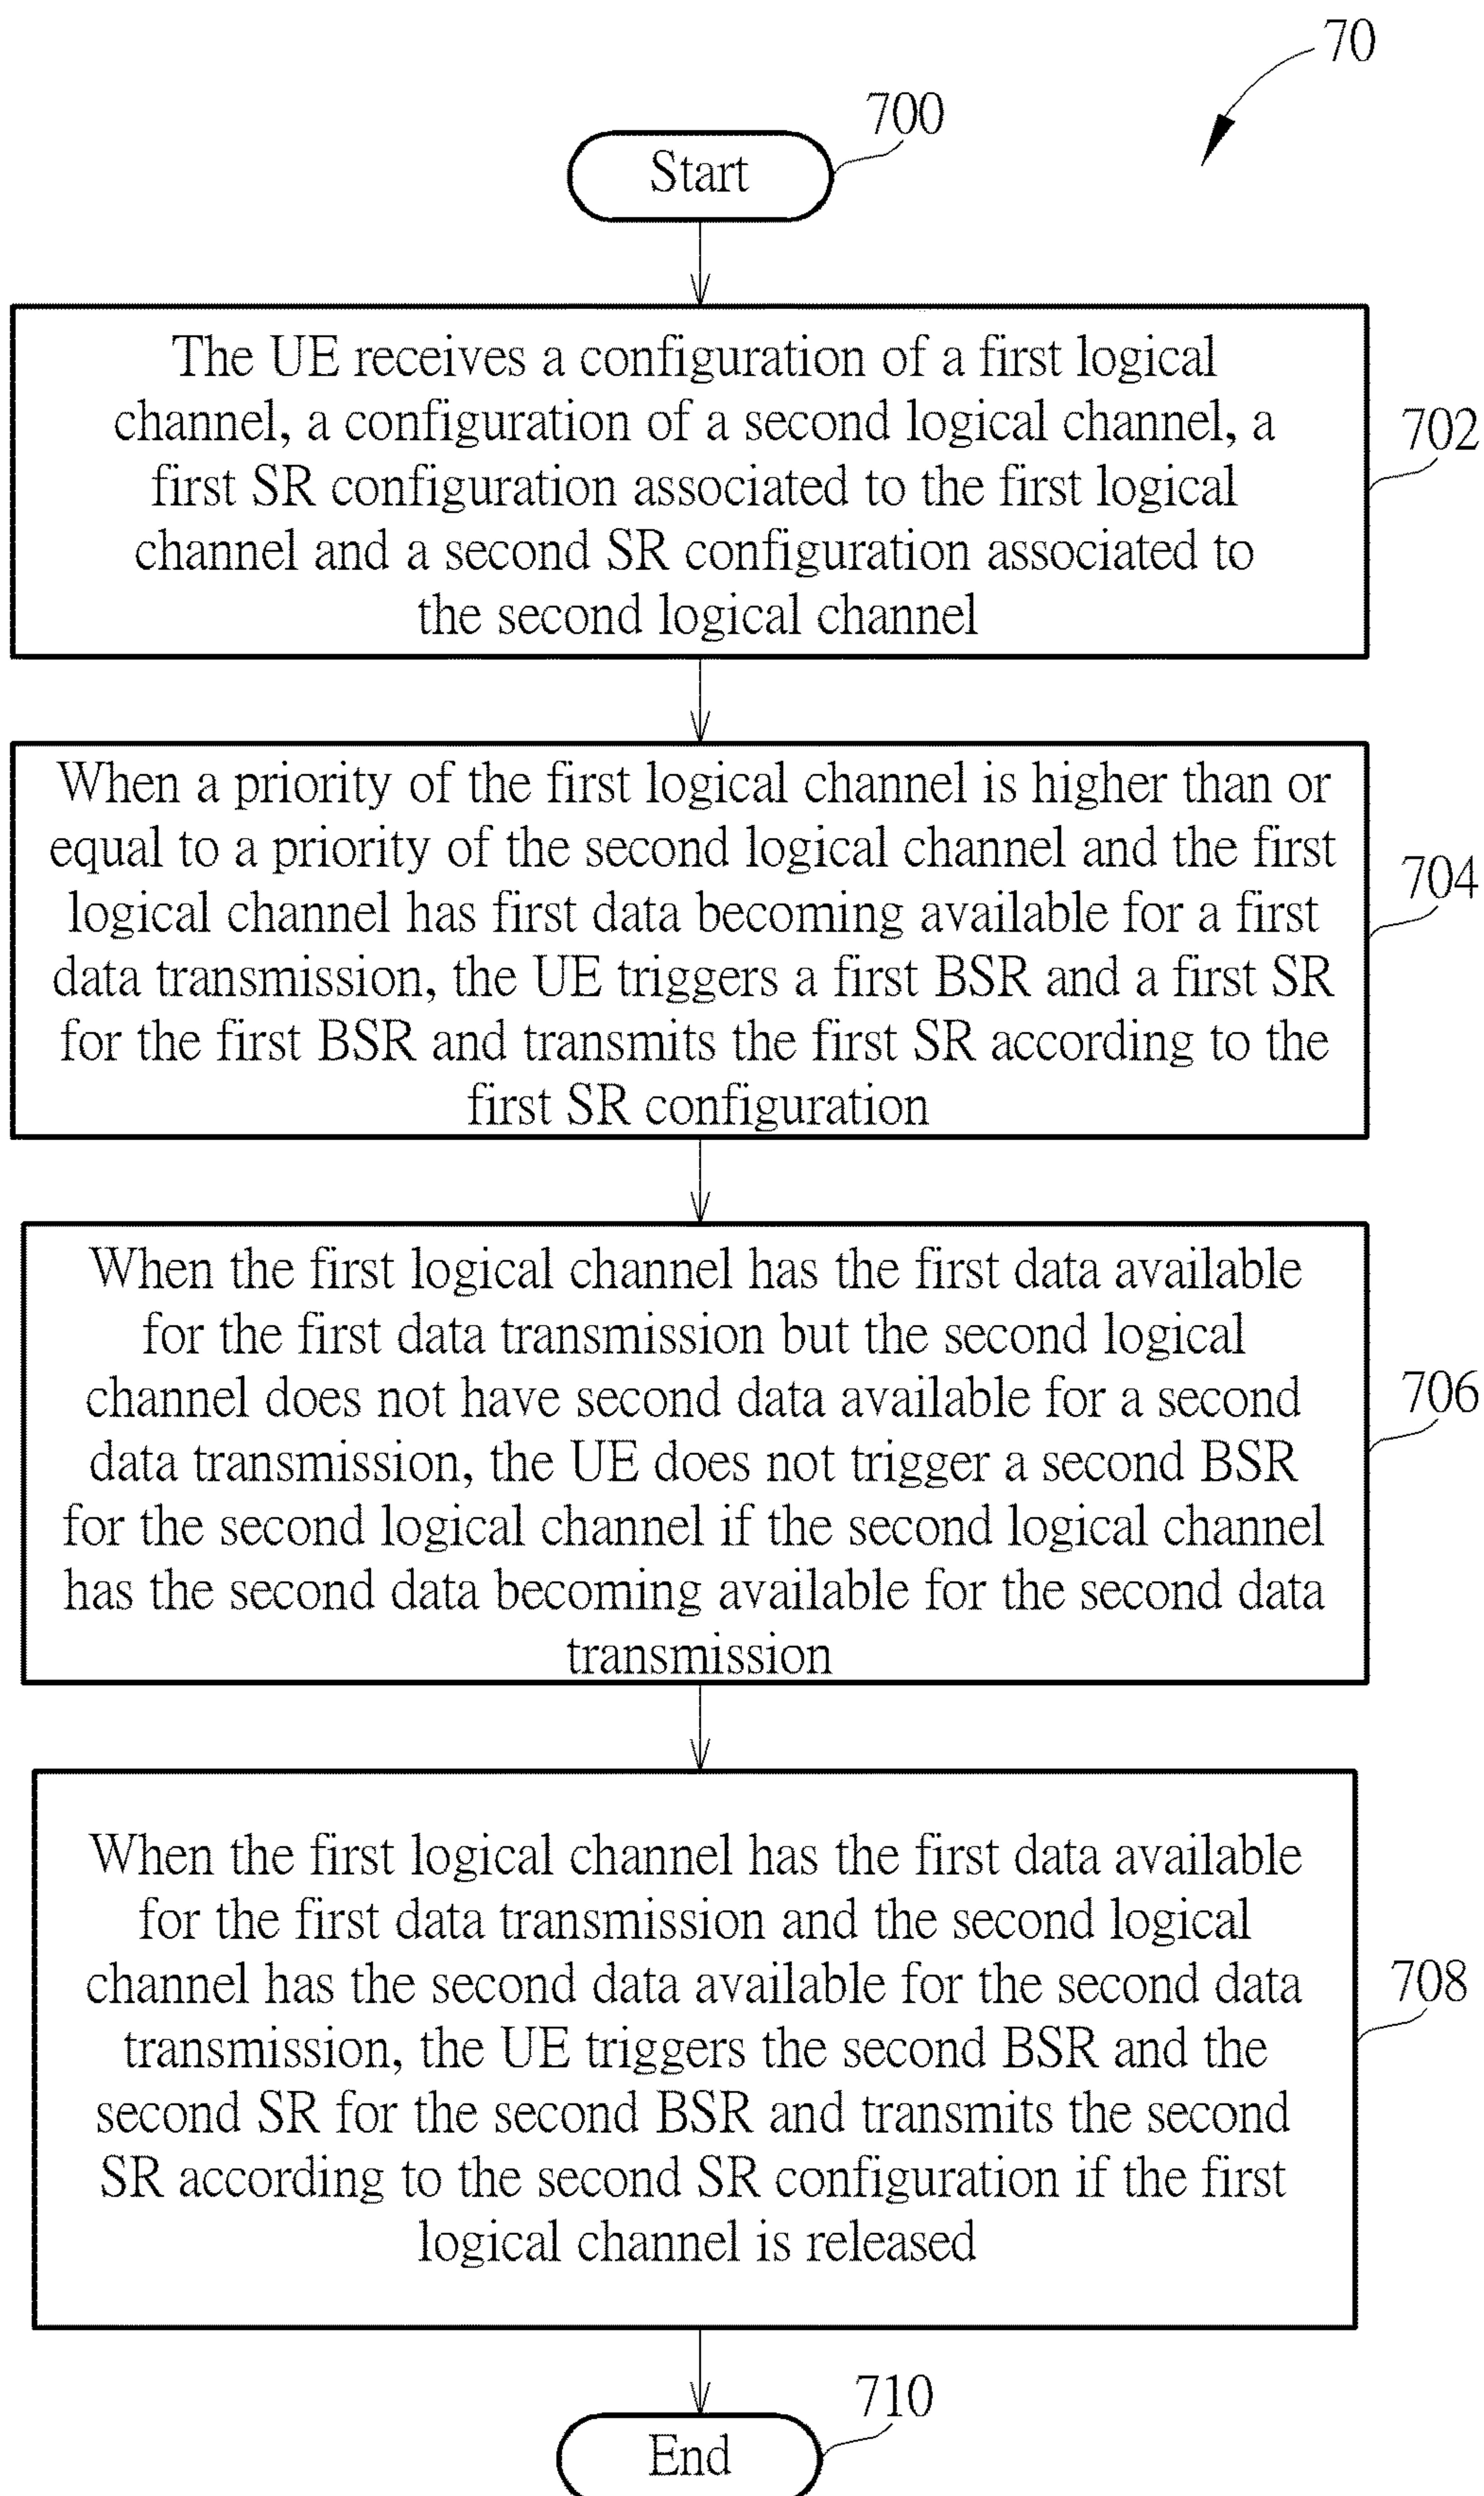 70
700
Start
The UE receives a configuration of a first logical
channel, a configuration of a second logical channel, a
first SR configuration associated to the first logical
channel and a second SR configuration associated to
the second logical channel
702
When a priority of the first logical channel is higher than or
equal to a priority of the second logical channel and the first
logical channel has first data becoming available for a first
data transmission, the UE triggers a first BSR and a first SR
for the first BSR and transmits the first SR according to the
first SR configuration
704
When the first logical channel has the first data available
for the first data transmission but the second logical
channel does not have second data available for a second
data transmission, the UE does not trigger a second BSR
for the second logical channel if the second logical channel
has the second data becoming available for the second data
transmission
706
When the first logical channel has the first data available
for the first data transmission and the second logical
channel has the second data available for the second data
transmission, the UE triggers the second BSR and the
second SR for the second BSR and transmits the second
SR according to the second SR configuration if the first
logical channel is released
708
710
End